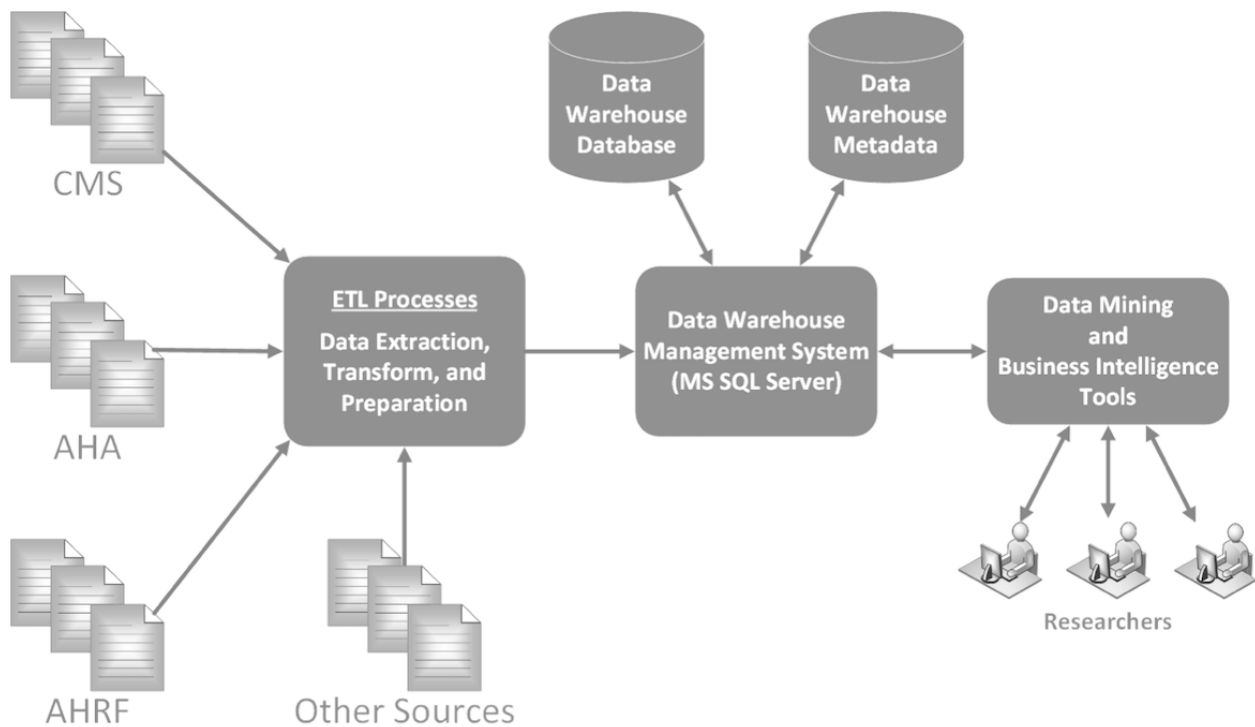 CMS
AHA
AHRF
Other Sources
ETL Processes
Data Extraction,
Transform, and
Preparation
Data
Warehouse
Database
Data
Warehouse
Metadata
Data Warehouse
Management System
(MS SQL Server)
Data Mining
and
Business Intelligence
Tools
Researchers